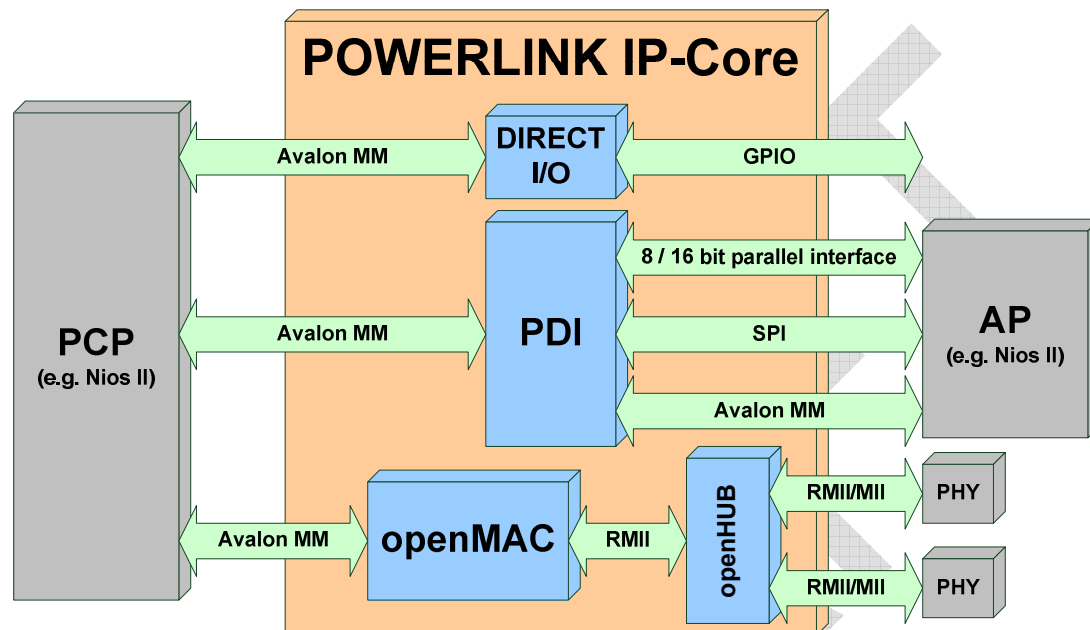 POWERLINK IP-Core
PCP
(e.g. Nios II)
Avalon MM
DIRECT
I/O
GPIO
Avalon MM
PDI
8 / 16 bit parallel interface
SPI
Avalon MM
AP
(e.g. Nios II)
Avalon MM
openMAC
RMII
openHUB
RMII/MII
PHY
RMII/MII
PHY